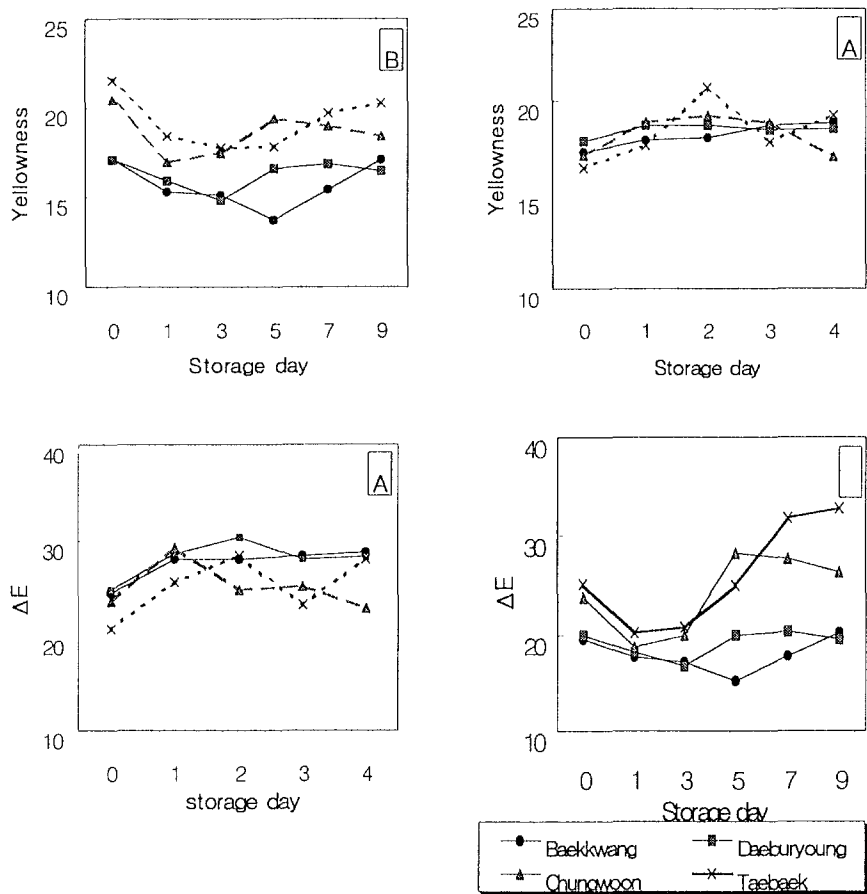 25
B
20
Yellowness
15
10
0 1 3 5 7 9
Storage day
25
A
20
Yellowness
15
10
0 1 2 3 4
Storage day
40
A
30
ΔE
20
10
0 1 2 3 4
storage day
40
30
ΔE
20
10
0 1 3 5 7 9
Storage day
Baekkwang Daeburyoung
Chungwoon Taebaek